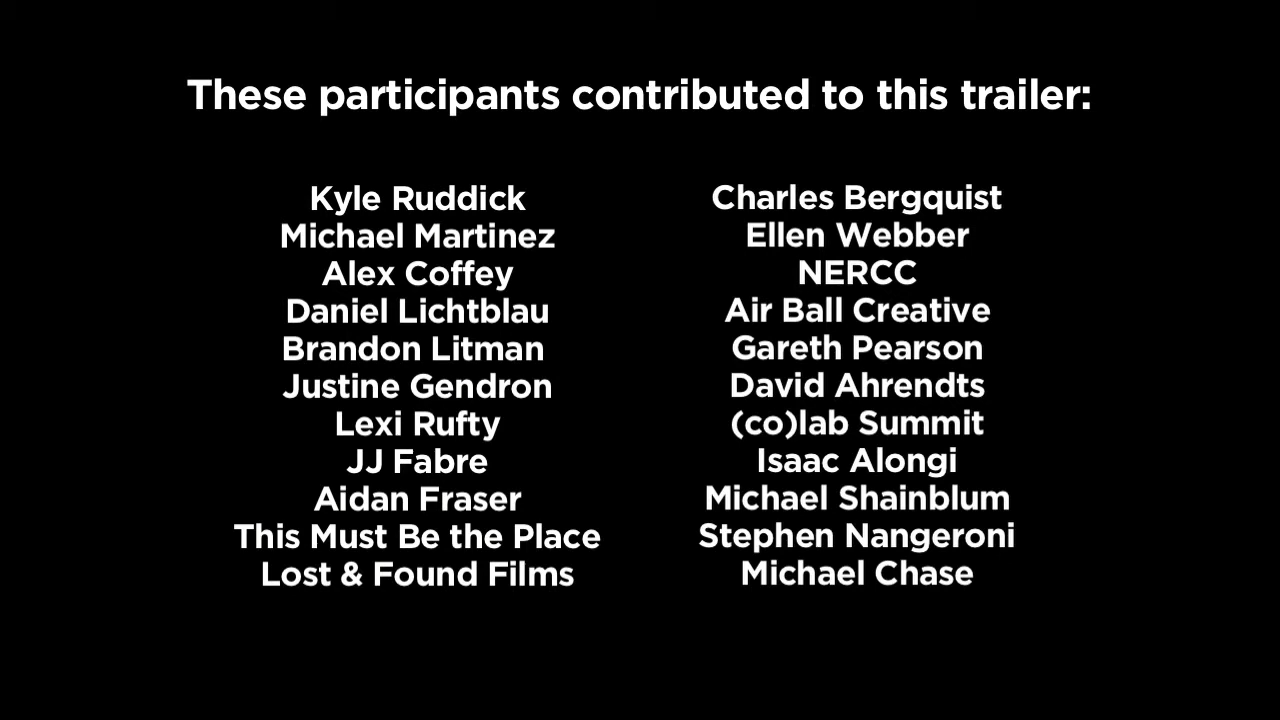 These participants contributed to this trailer:
Kyle Ruddick
Michael Martinez
Alex Coffey
Daniel Lichtblau
Brandon Litman
Justine Gendron
Lexi Rufty
JJ Fabre
Aidan Fraser
This Must Be the Place
Lost & Found Films
Charles Bergquist
Ellen Webber
NERCC
Air Ball Creative
Gareth Pearson
David Ahrendts
(co)lab Summit
Isaac Alongi
Michael Shainblum
Stephen Nangeroni
Michael Chase